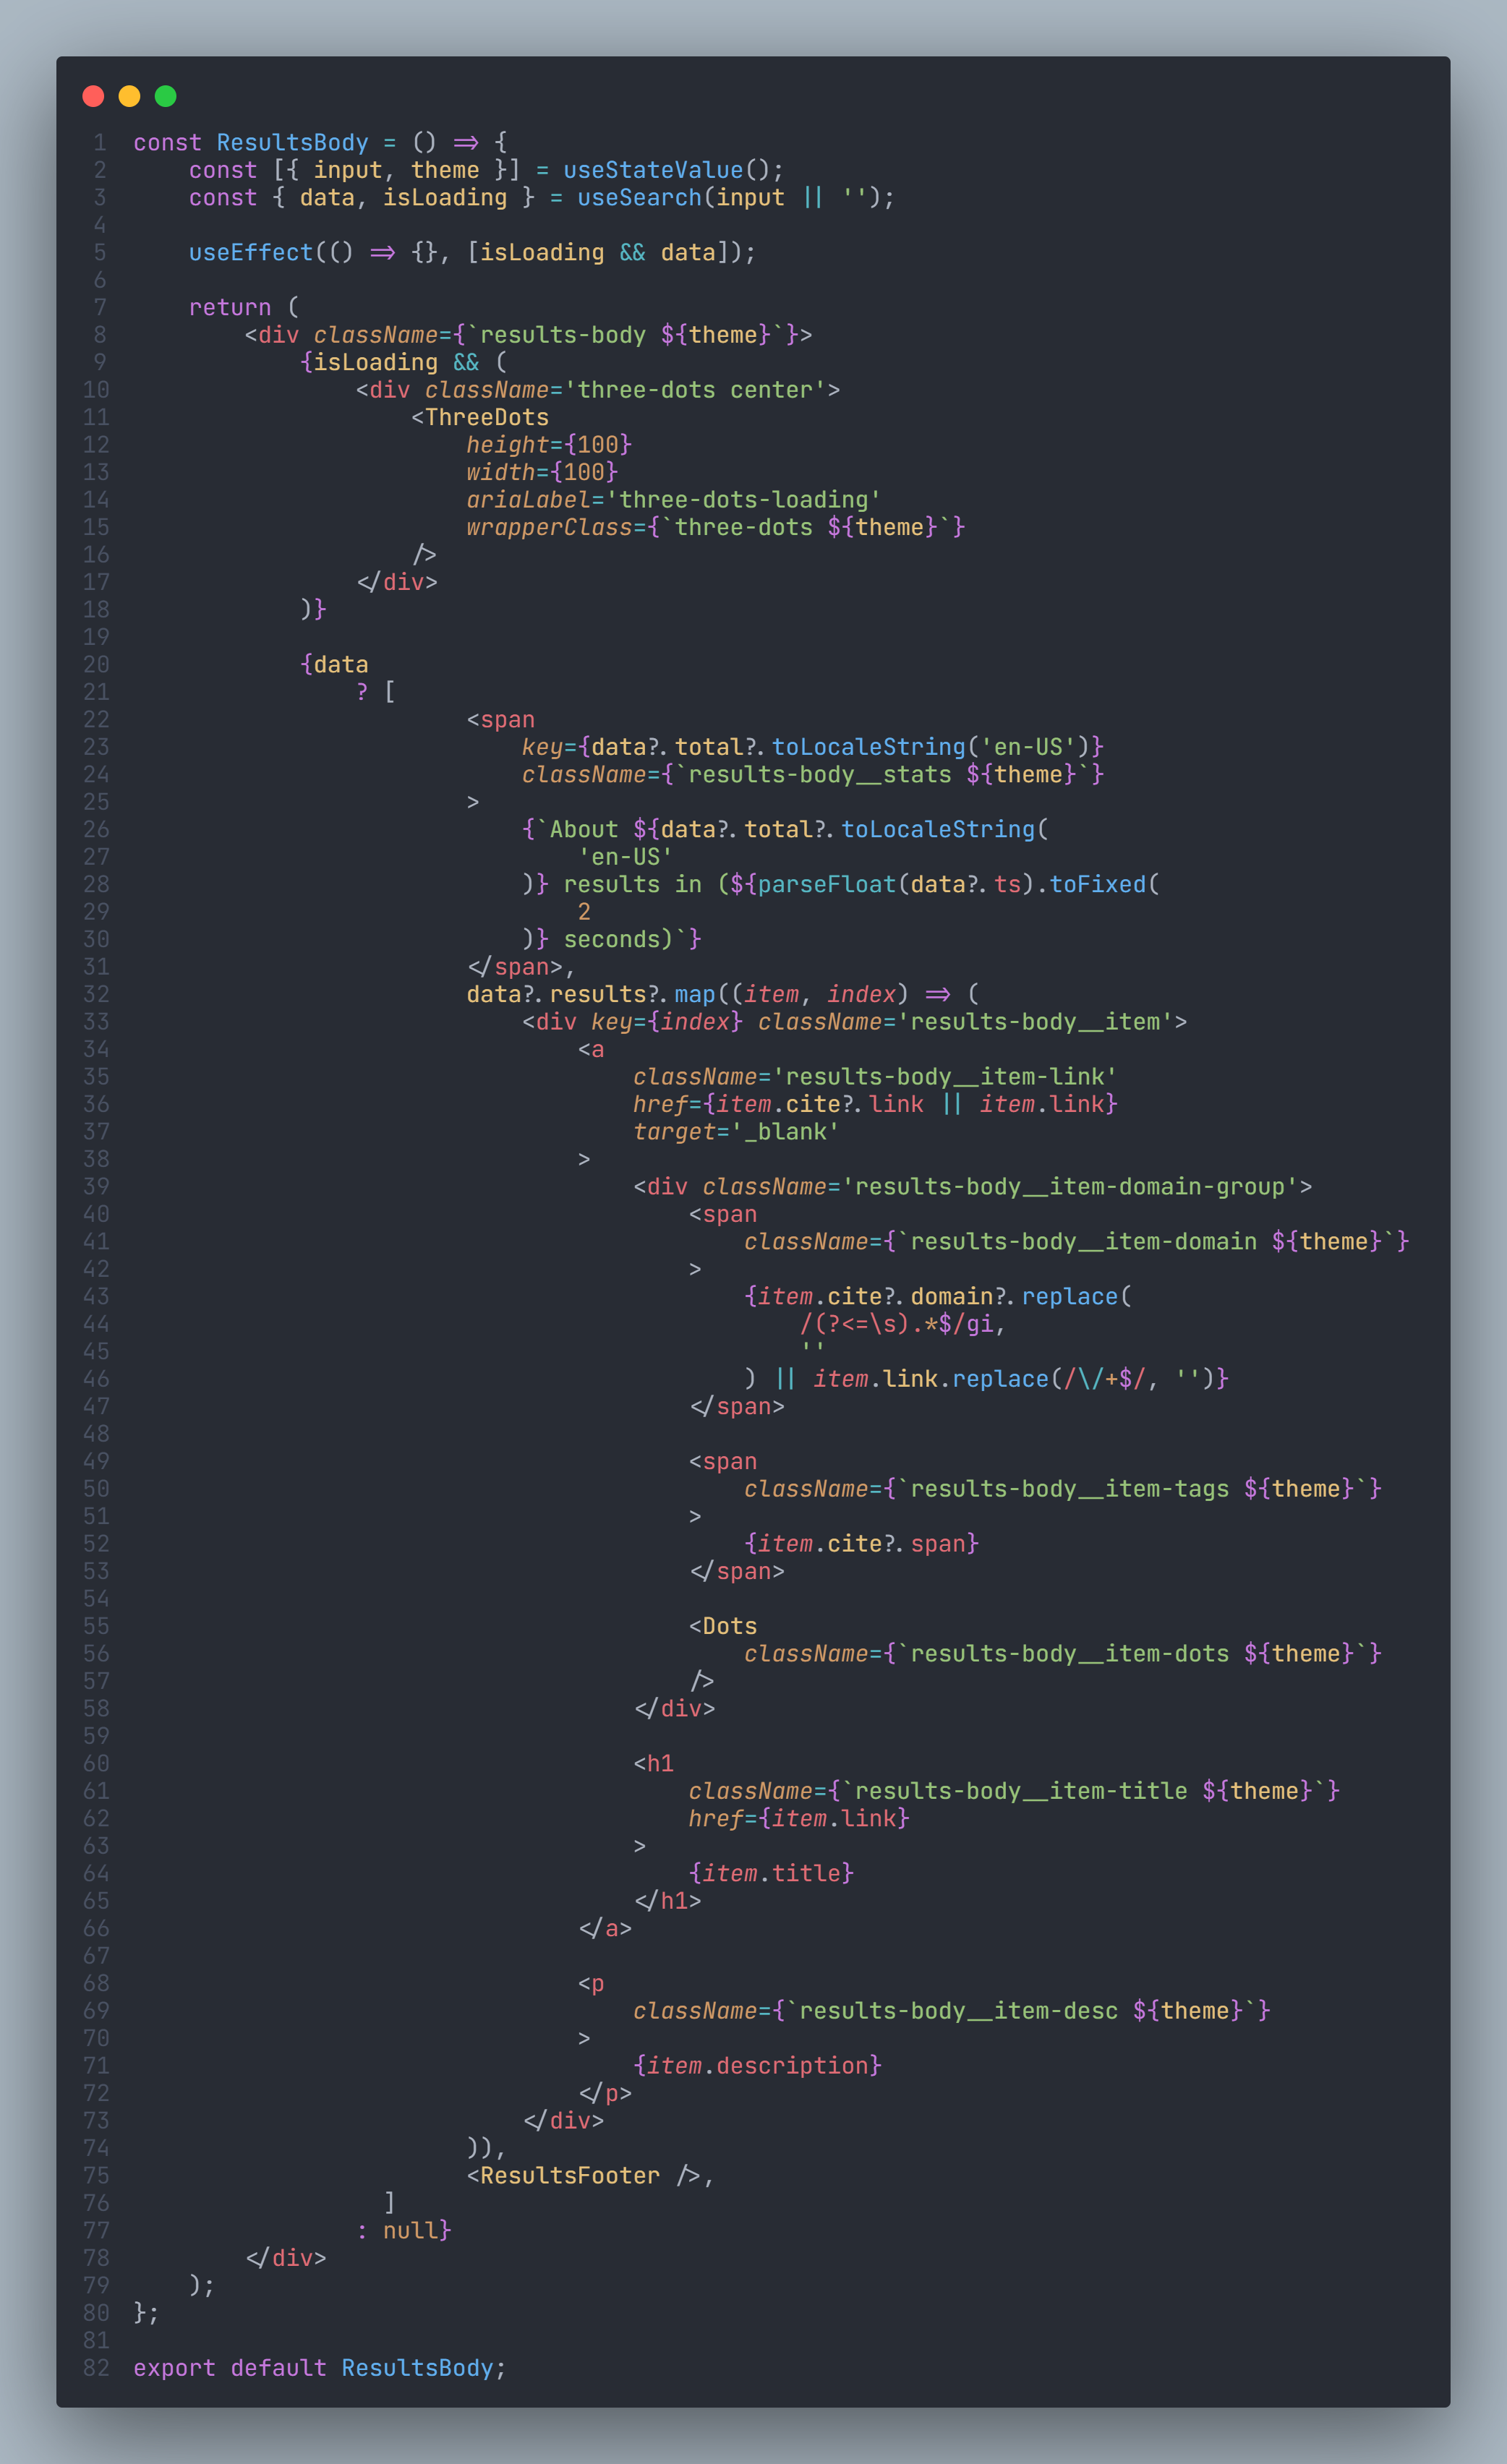 1 const ResultsBody = () => {
2     const [{ input, theme }] = useStateValue();
3     const { data, isLoading } = useSearch(input || '');
4
5     useEffect(() => {}, [isLoading && data]);
6
7     return (
8         <div className={`results-body ${theme}`}>
9             {isLoading && (
10                 <div className='three-dots center'>
11                     <ThreeDots
12                         height={100}
13                         width={100}
14                         ariaLabel='three-dots-loading'
15                         wrapperClass={`three-dots ${theme}`}
16                     />
17                 </div>
18             )}
19
20             {data
21                 ? [
22                         <span
23                             key={data?.total?.toLocaleString('en-US')}
24                             className={`results-body__stats ${theme}`}
25                         >
26                             {`About ${data?.total?.toLocaleString(
27                                 'en-US'
28                             )} results in (${parseFloat(data?.ts).toFixed(
29                                 2
30                             )} seconds)`}
31                         </span>,
32                         data?.results?.map((item, index) => (
33                             <div key={index} className='results-body__item'>
34                                 <a
35                                     className='results-body__item-link'
36                                     href={item.cite?.link || item.link}
37                                     target='_blank'
38                                 >
39                                     <div className='results-body__item-domain-group'>
40                                         <span
41                                             className={`results-body__item-domain ${theme}`}
42                                         >
43                                             {item.cite?.domain?.replace(
44                                                 /(?<=\s).*$/gi,
45                                                 ''
46                                             ) || item.link.replace(/\/+$/, '')}
47                                         </span>
48
49                                         <span
50                                             className={`results-body__item-tags ${theme}`}
51                                         >
52                                             {item.cite?.span}
53                                         </span>
54
55                                         <Dots
56                                             className={`results-body__item-dots ${theme}`}
57                                         />
58                                     </div>
59
60                                     <h1
61                                         className={`results-body__item-title ${theme}`}
62                                         href={item.link}
63                                     >
64                                         {item.title}
65                                     </h1>
66                                 </a>
67
68                                 <p
69                                     className={`results-body__item-desc ${theme}`}
70                                 >
71                                     {item.description}
72                                 </p>
73                             </div>
74                         )),
75                         <ResultsFooter />,
76                   ]
77                 : null}
78         </div>
79     );
80 };
81
82 export default ResultsBody;